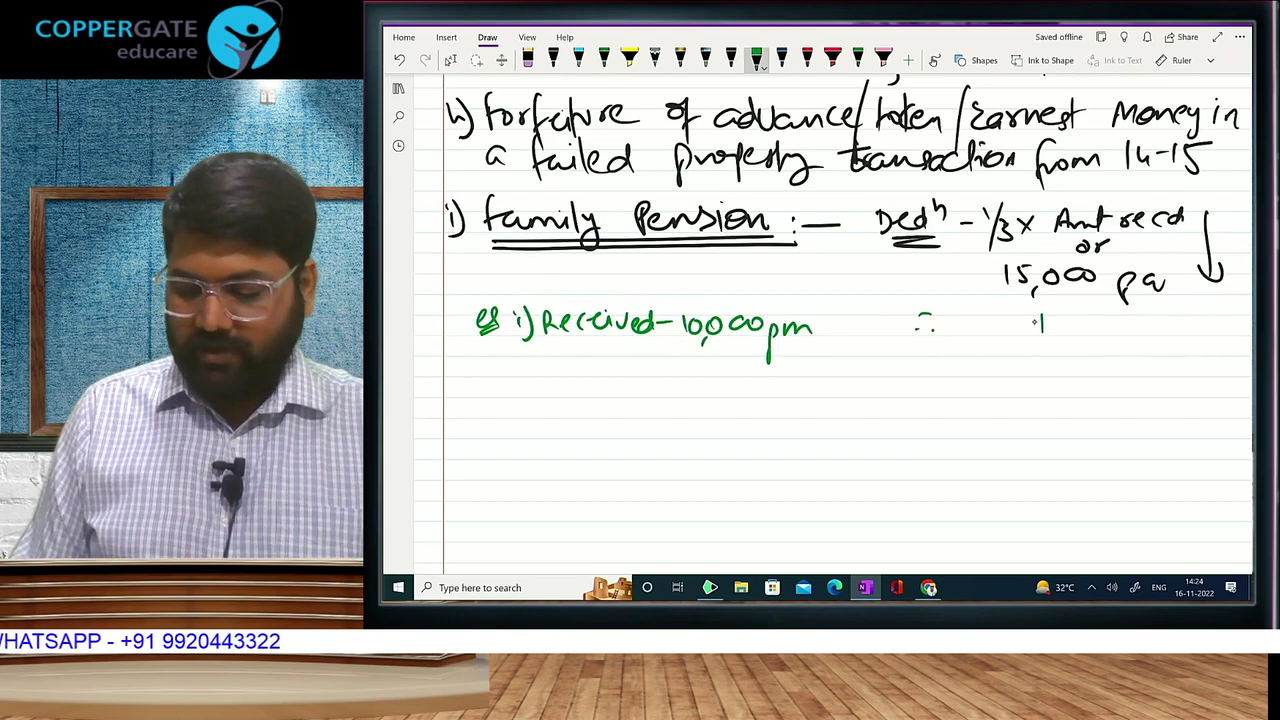 COPPERGATE
educare
Home Insert Draw View Help
Saved offline
Share
Shapes
Ink to Shape
Ink to Text
Ruler
h) Forfeiture of advance/token/Earnest Money in
a failed property transaction from 14-15
i) Family Pension :— Dedⁿ - 1/3 x Amt recd
or
15,000 pa
eg i) Received - 10,000 pm ∴ 1
Type here to search
32°C
ENG
14:24
16-11-2022
WHATSAPP - +91 9920443322